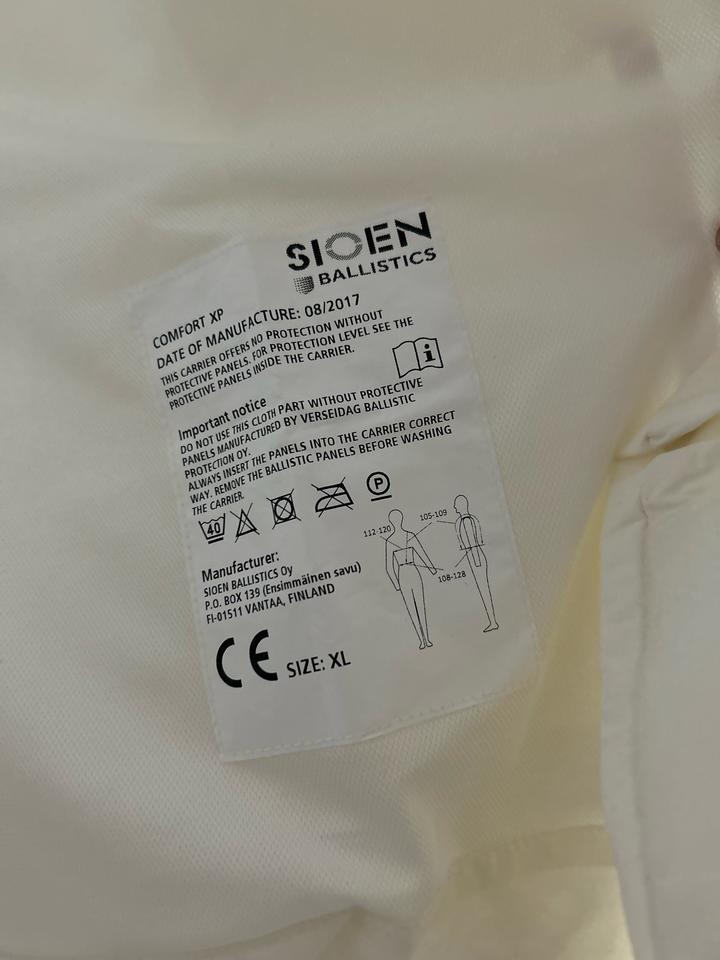 SIOEN
BALLISTICS
COMFORT XP
DATE OF MANUFACTURE: 08/2017
THIS CARRIER OFFERS NO PROTECTION WITHOUT
PROTECTIVE PANELS. FOR PROTECTION LEVEL SEE THE
PROTECTIVE PANELS INSIDE THE CARRIER.
i
Important notice
DO NOT USE THIS CLOTH PART WITHOUT PROTECTIVE
PANELS MANUFACTURED BY VERSEIDAG BALLISTIC
PROTECTION OY.
ALWAYS INSERT THE PANELS INTO THE CARRIER CORRECT
WAY. REMOVE THE BALLISTIC PANELS BEFORE WASHING
THE CARRIER.
40
P
112-120
105-109
108-128
Manufacturer:
SIOEN BALLISTICS Oy
P.O. BOX 139 (Ensimmäinen savu)
FI-01511 VANTAA, FINLAND
CE SIZE: XL